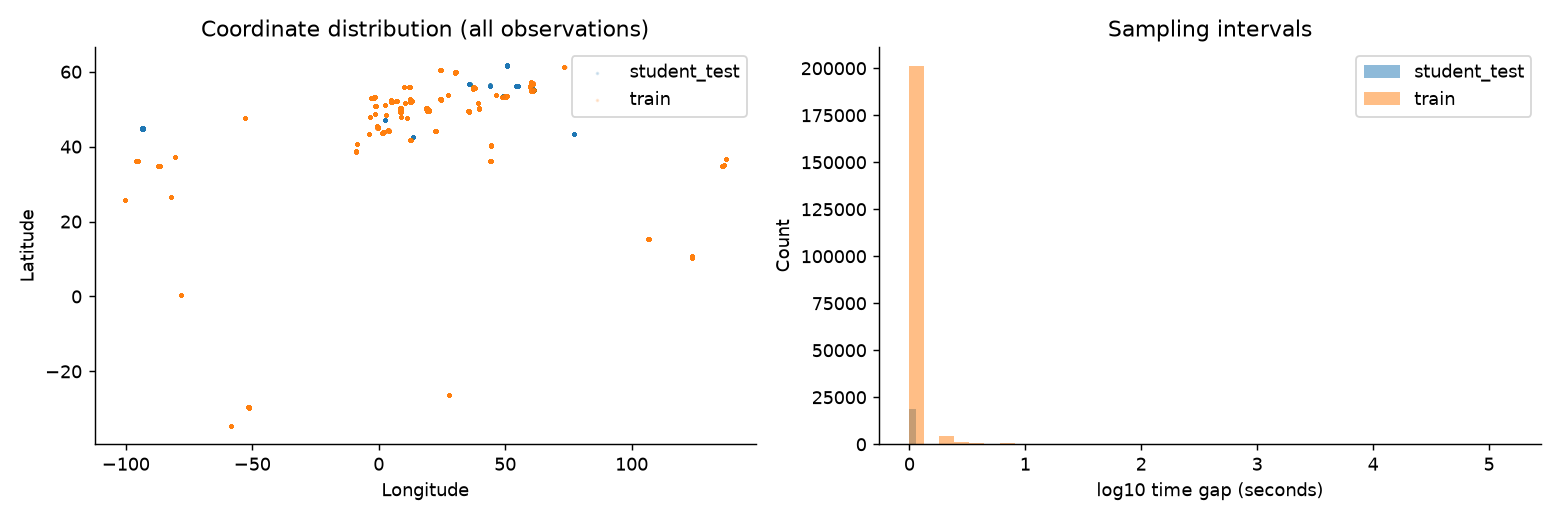 Coordinate distribution (all observations)
student_test
train
60
40
20
0
−20
Latitude
−100
−50
0
50
100
Longitude
Sampling intervals
student_test
train
200000
175000
150000
125000
100000
75000
50000
25000
0
Count
0
1
2
3
4
5
log10 time gap (seconds)